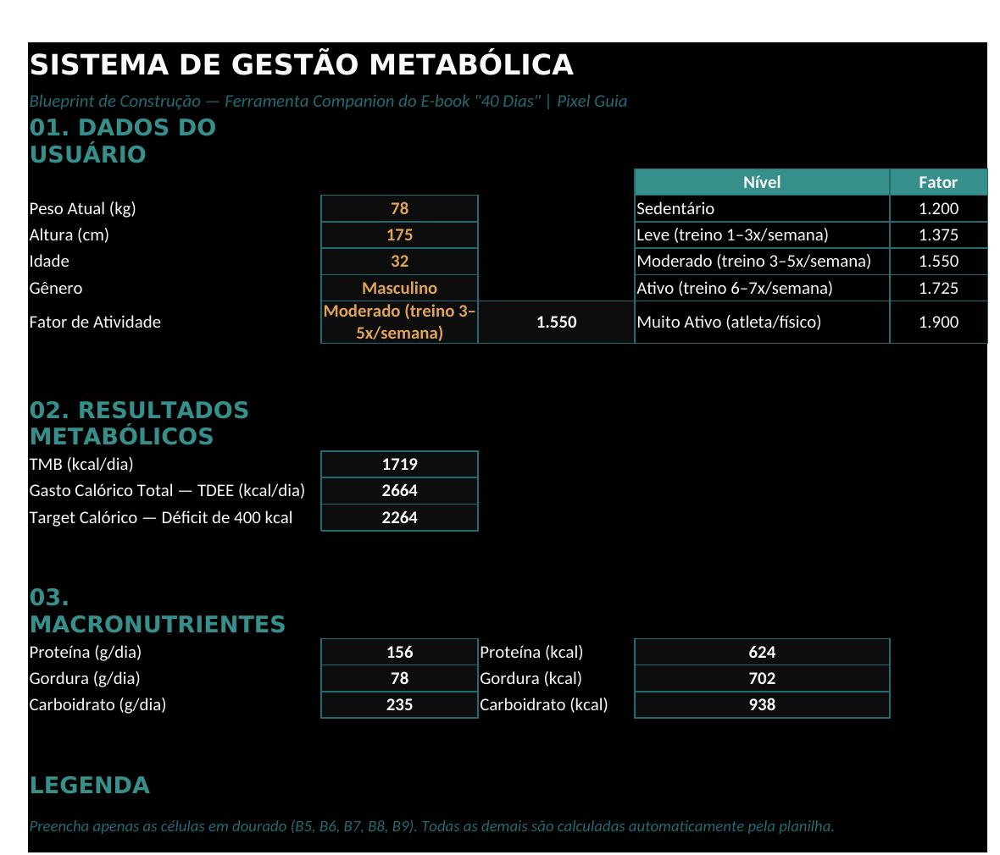 SISTEMA DE GESTÃO METABÓLICA
Blueprint de Construção — Ferramenta Companion do E-book "40 Dias" | Pixel Guia
01. DADOS DO
USUÁRIO
Nível Fator
Peso Atual (kg) 78 Sedentário 1.200
Altura (cm) 175 Leve (treino 1–3x/semana) 1.375
Idade 32 Moderado (treino 3–5x/semana) 1.550
Gênero Masculino Ativo (treino 6–7x/semana) 1.725
Fator de Atividade Moderado (treino 3–
5x/semana) 1.550 Muito Ativo (atleta/físico) 1.900
02. RESULTADOS
METABÓLICOS
TMB (kcal/dia) 1719
Gasto Calórico Total — TDEE (kcal/dia) 2664
Target Calórico — Déficit de 400 kcal 2264
03.
MACRONUTRIENTES
Proteína (g/dia) 156 Proteína (kcal) 624
Gordura (g/dia) 78 Gordura (kcal) 702
Carboidrato (g/dia) 235 Carboidrato (kcal) 938
LEGENDA
Preencha apenas as células em dourado (B5, B6, B7, B8, B9). Todas as demais são calculadas automaticamente pela planilha.